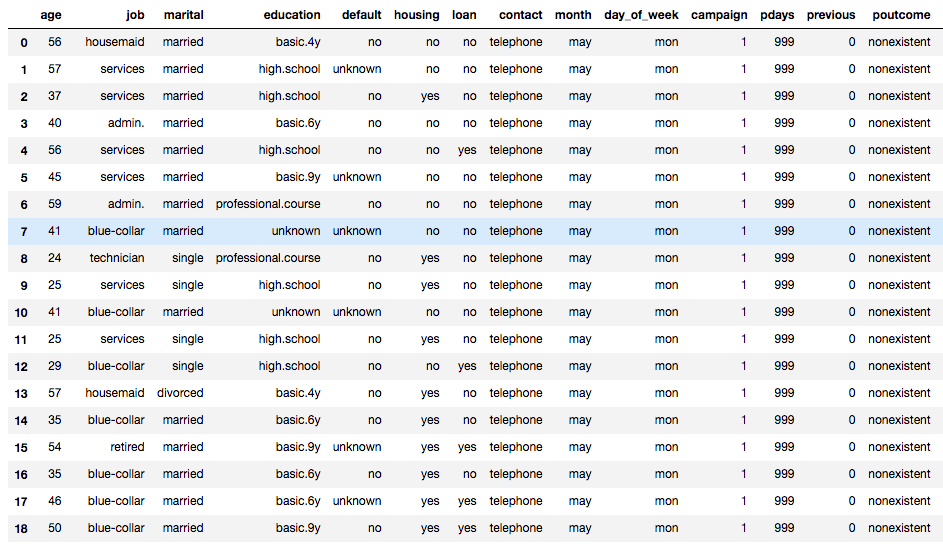 age job marital education default housing loan contact month day_of_week campaign pdays previous poutcome
0 56 housemaid married basic.4y no no no telephone may mon 1 999 0 nonexistent
1 57 services married high.school unknown no no telephone may mon 1 999 0 nonexistent
2 37 services married high.school no yes no telephone may mon 1 999 0 nonexistent
3 40 admin. married basic.6y no no no telephone may mon 1 999 0 nonexistent
4 56 services married high.school no no yes telephone may mon 1 999 0 nonexistent
5 45 services married basic.9y unknown no no telephone may mon 1 999 0 nonexistent
6 59 admin. married professional.course no no no telephone may mon 1 999 0 nonexistent
7 41 blue-collar married unknown unknown no no telephone may mon 1 999 0 nonexistent
8 24 technician single professional.course no yes no telephone may mon 1 999 0 nonexistent
9 25 services single high.school no yes no telephone may mon 1 999 0 nonexistent
10 41 blue-collar married unknown unknown no no telephone may mon 1 999 0 nonexistent
11 25 services single high.school no yes no telephone may mon 1 999 0 nonexistent
12 29 blue-collar single high.school no no yes telephone may mon 1 999 0 nonexistent
13 57 housemaid divorced basic.4y no yes no telephone may mon 1 999 0 nonexistent
14 35 blue-collar married basic.6y no yes no telephone may mon 1 999 0 nonexistent
15 54 retired married basic.9y unknown yes yes telephone may mon 1 999 0 nonexistent
16 35 blue-collar married basic.6y no yes no telephone may mon 1 999 0 nonexistent
17 46 blue-collar married basic.6y unknown yes yes telephone may mon 1 999 0 nonexistent
18 50 blue-collar married basic.9y no yes yes telephone may mon 1 999 0 nonexistent